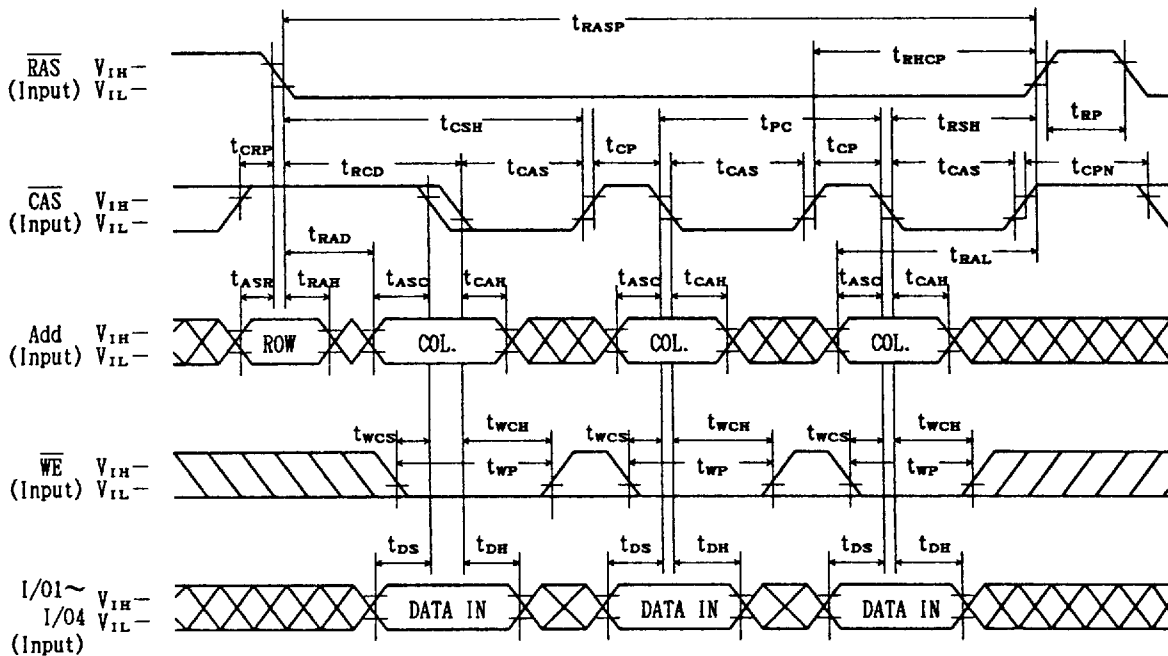 tRASP
RAS VIH—
(Input) VIL—
tRHCP
tRP
tCSH
tPC
tRSH
tCRP
tRCD
tCAS
tCP
tCAS
tCP
tCAS
tCPN
CAS VIH—
(Input) VIL—
tRAD
tRAL
tASR
tRAH
tASC
tCAH
tASC
tCAH
tASC
tCAH
Add VIH—
(Input) VIL—
ROW
COL.
COL.
COL.
tWCS
tWCH
tWCS
tWCH
tWCS
tWCH
tWP
tWP
tWP
WE VIH—
(Input) VIL—
tDS
tDH
tDS
tDH
tDS
tDH
I/O1~ VIH—
I/O4 VIL—
(Input)
DATA IN
DATA IN
DATA IN